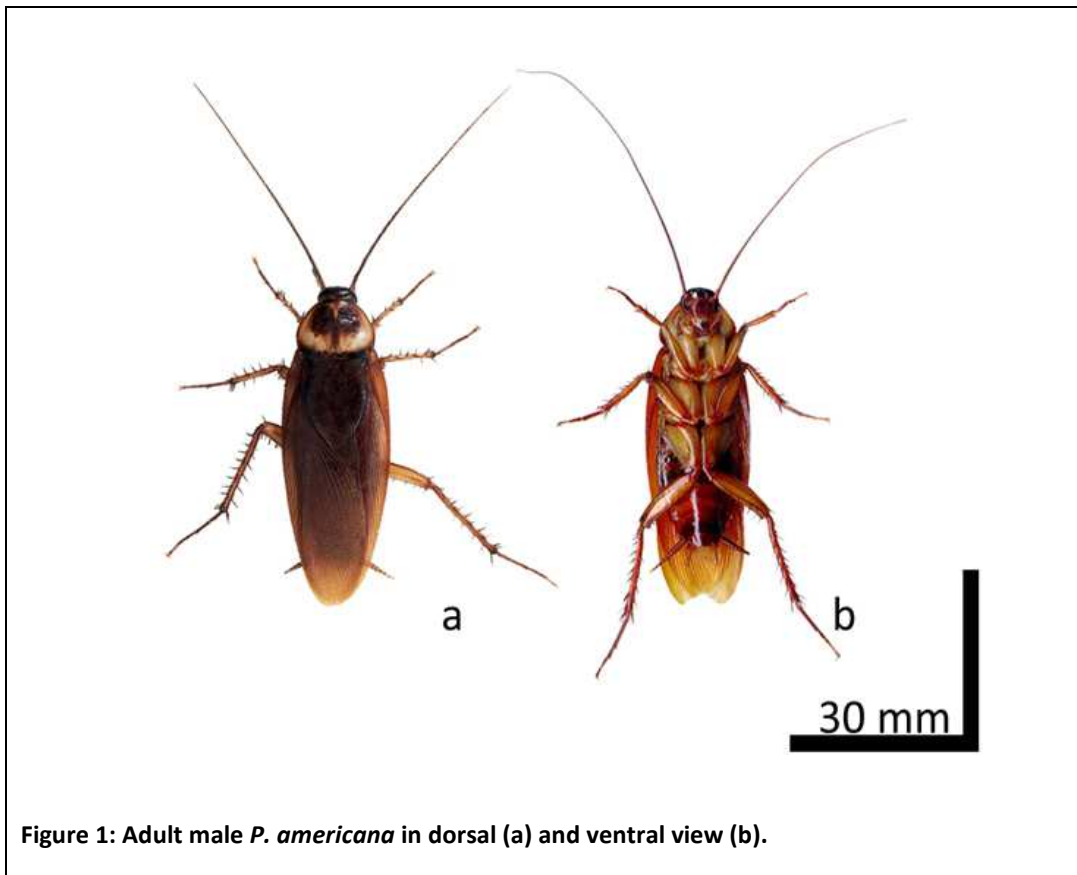 a
b
30 mm
Figure 1: Adult male P. americana in dorsal (a) and ventral view (b).